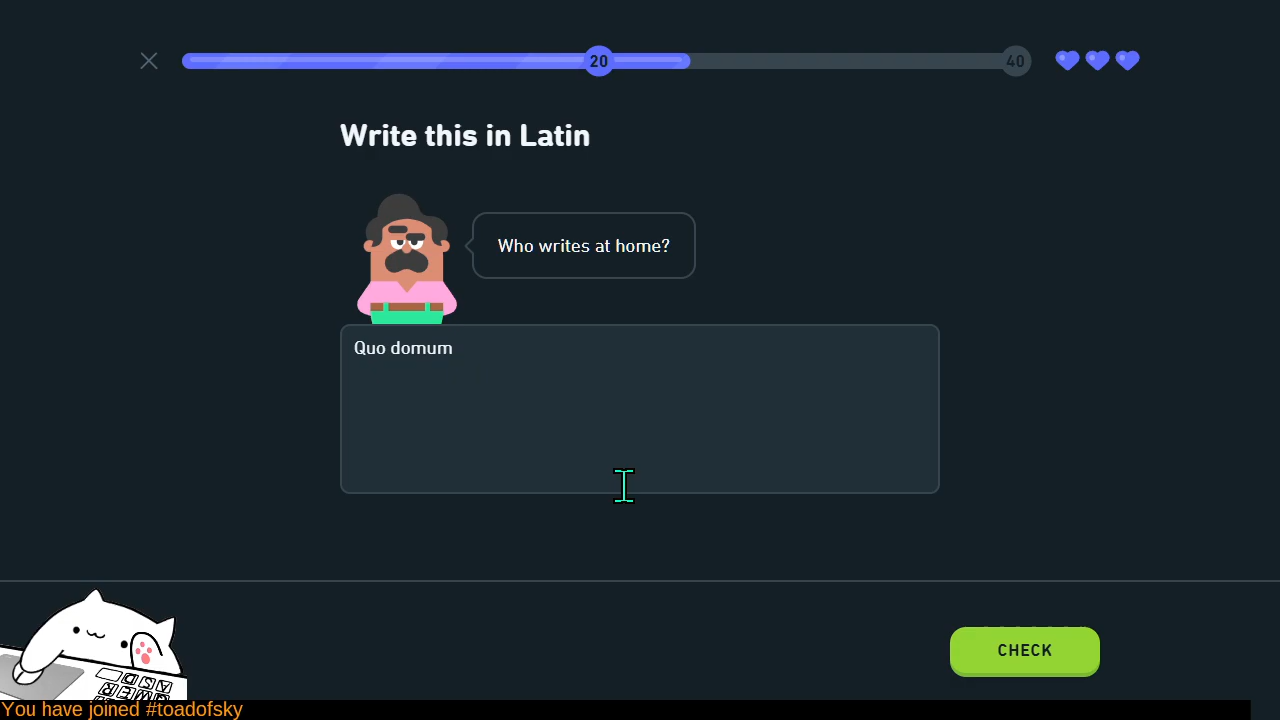 20
40
Write this in Latin
Who writes at home?
Quo domum
CHECK
You have joined #toadofsky